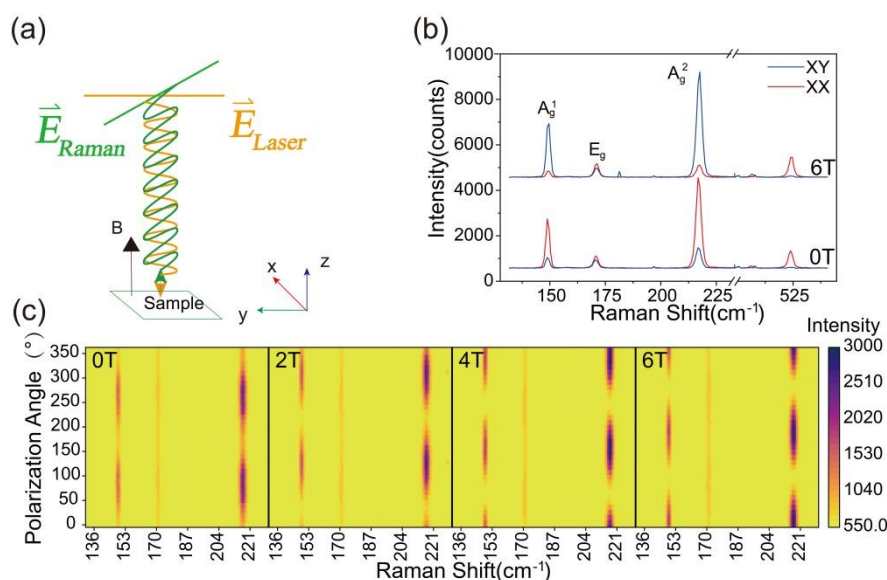 (a)
E Raman
E Laser
B
Sample
x
y
z
(b)
Intensity(counts)
10000
8000
6000
4000
2000
0
A_g^1
E_g
A_g^2
XY
XX
6T
0T
150 175 200 225 525
Raman Shift(cm⁻¹)
(c)
Polarization Angle (°)
350
300
250
200
150
100
50
0
0T 2T 4T 6T
136 153 170 187 204 221 136 153 170 187 204 221 136 153 170 187 204 221 136 153 170 187 204 221
Raman Shift(cm⁻¹)
Intensity
3000
2510
2020
1530
1040
550.0